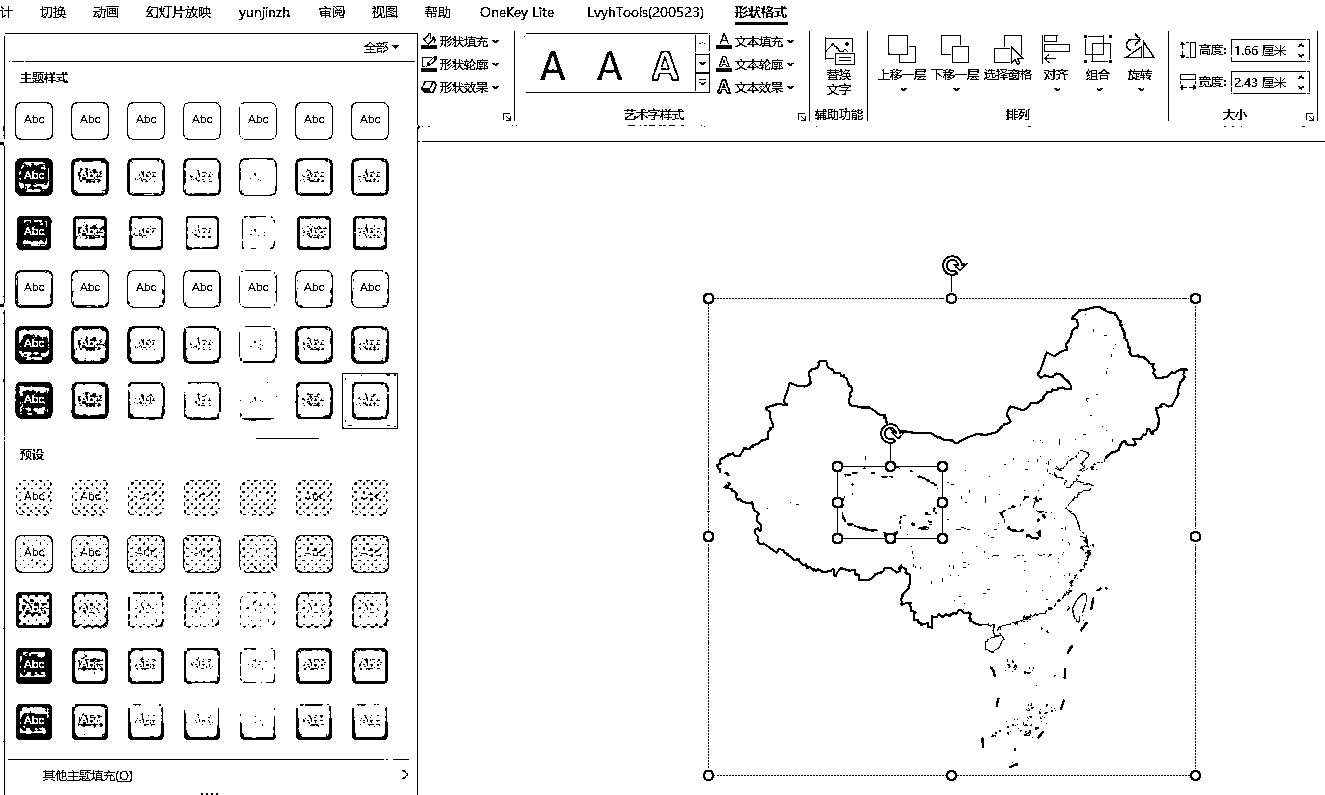 计 切换 动画 幻灯片放映 yunjinzh 审阅 视图 帮助 OneKey Lite LvyhTools(200523) 形状格式
全部
主题样式
Abc Abc Abc Abc Abc Abc Abc
Abc
Abc
Abc Abc Abc Abc Abc Abc Abc
Abc
Abc
预设
Abc Abc
Abc Abc
Abc
Abc
其他主题填充(O)
形状填充
形状轮廓
形状效果
A A A
艺术字样式
文本填充
文本轮廓
文本效果
替换
文字
辅助功能
上移一层 下移一层 选择窗格 对齐 组合 旋转
排列
高度: 1.66 厘米
宽度: 2.43 厘米
大小